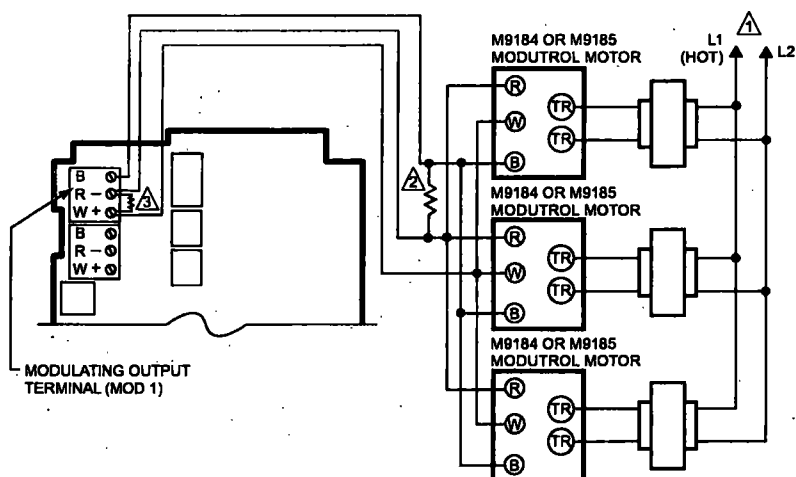 M9184 OR M9185
MODUTROL MOTOR
L1
(HOT)
1
L2
R
W
B
TR
TR
B
R –
W +
3
B
R –
W +
2
M9184 OR M9185
MODUTROL MOTOR
R
W
B
TR
TR
MODULATING OUTPUT
TERMINAL (MOD 1)
M9184 OR M9185
MODUTROL MOTOR
R
W
B
TR
TR